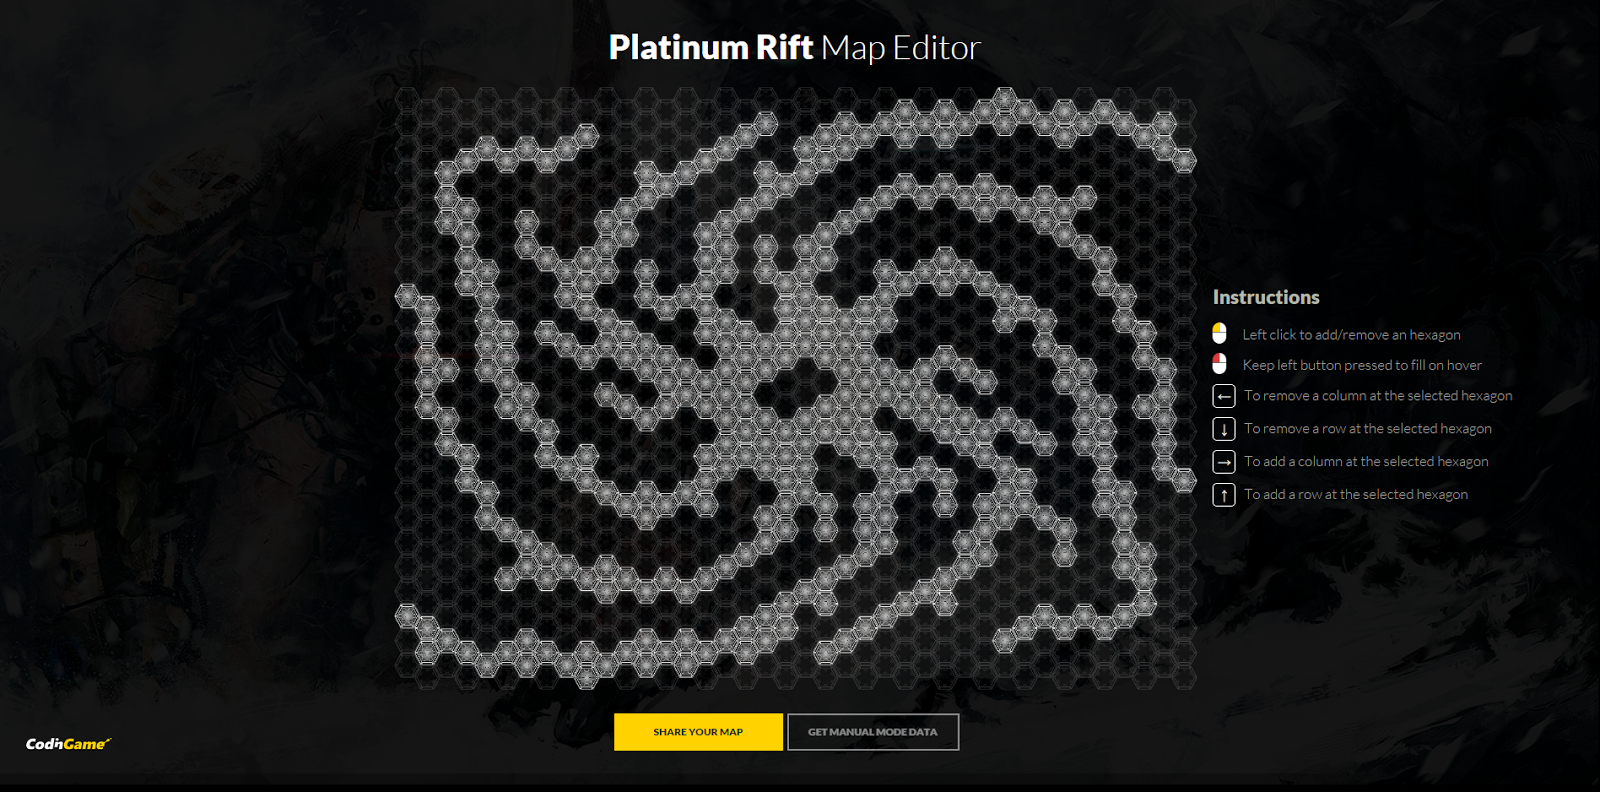 Platinum Rift Map Editor
Instructions
Left click to add/remove an hexagon
Keep left button pressed to fill on hover
← To remove a column at the selected hexagon
↓ To remove a row at the selected hexagon
→ To add a column at the selected hexagon
↑ To add a row at the selected hexagon
SHARE YOUR MAP
GET MANUAL MODE DATA
CodinGame